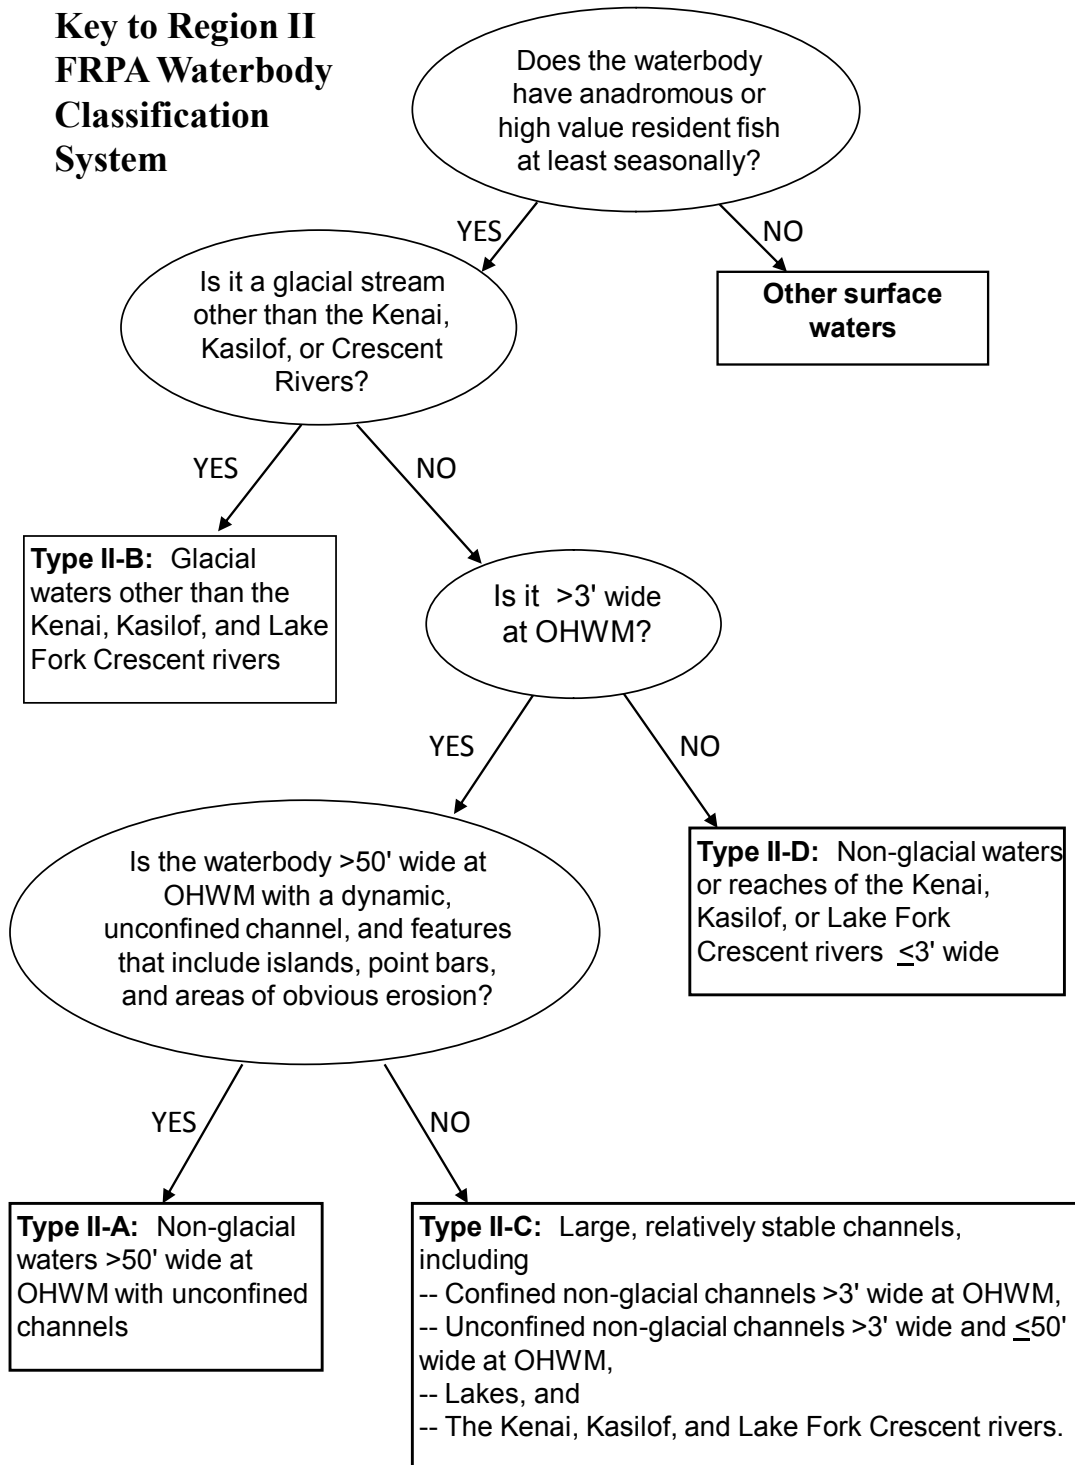 Key to Region II
FRPA Waterbody
Classification
System
Does the waterbody
have anadromous or
high value resident fish
at least seasonally?
YES
NO
Is it a glacial stream
other than the Kenai,
Kasilof, or Crescent
Rivers?
Other surface
waters
YES
NO
Type II-B: Glacial
waters other than the
Kenai, Kasilof, and Lake
Fork Crescent rivers
Is it >3' wide
at OHWM?
YES
NO
Is the waterbody >50' wide at
OHWM with a dynamic,
unconfined channel, and features
that include islands, point bars,
and areas of obvious erosion?
Type II-D: Non-glacial waters
or reaches of the Kenai,
Kasilof, or Lake Fork
Crescent rivers ≤3' wide
YES
NO
Type II-A: Non-glacial
waters >50' wide at
OHWM with unconfined
channels
Type II-C: Large, relatively stable channels,
including
-- Confined non-glacial channels >3' wide at OHWM,
-- Unconfined non-glacial channels >3' wide and ≤50'
wide at OHWM,
-- Lakes, and
-- The Kenai, Kasilof, and Lake Fork Crescent rivers.